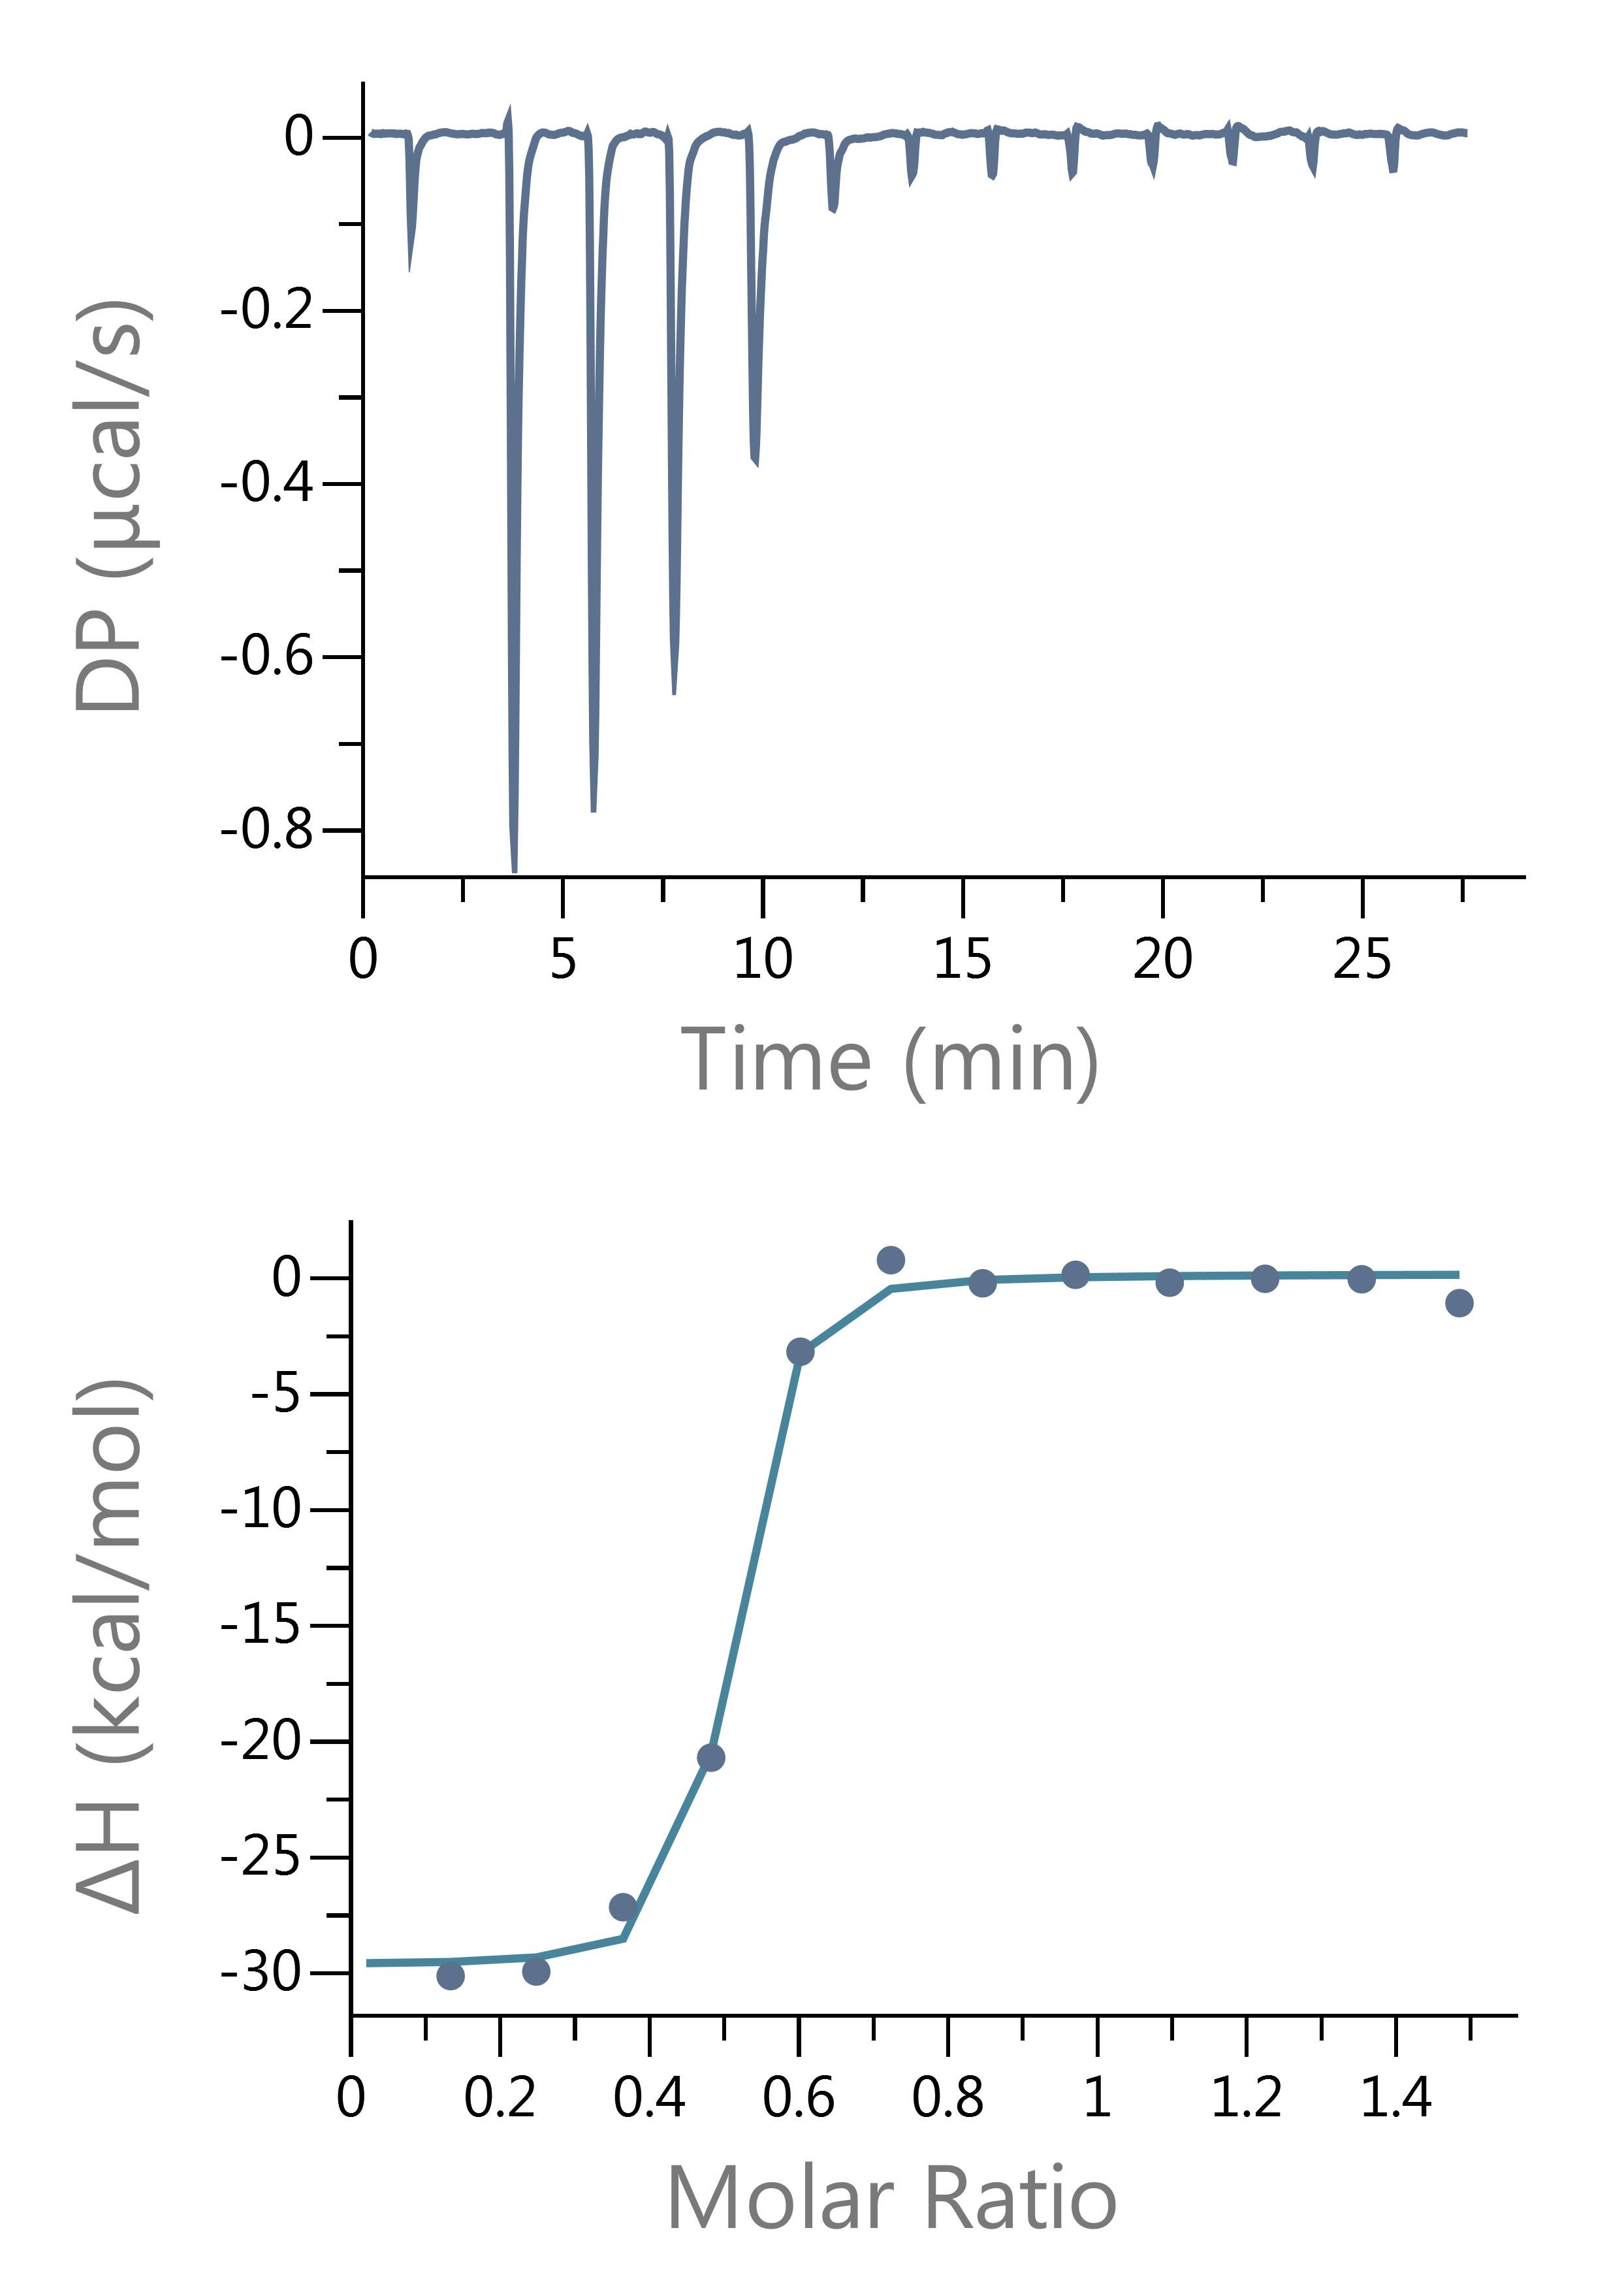 DP (µcal/s)
0
-0.2
-0.4
-0.6
-0.8
0 5 10 15 20 25
Time (min)
ΔH (kcal/mol)
0
-5
-10
-15
-20
-25
-30
0 0.2 0.4 0.6 0.8 1 1.2 1.4
Molar Ratio